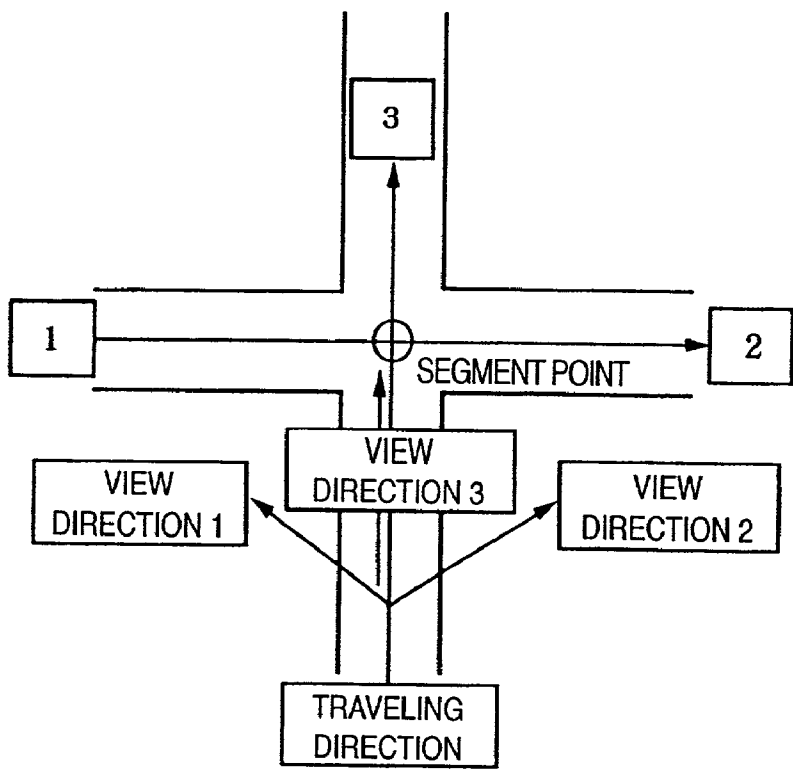 3
1
2
SEGMENT POINT
VIEW
DIRECTION 3
VIEW
DIRECTION 1
VIEW
DIRECTION 2
TRAVELING
DIRECTION